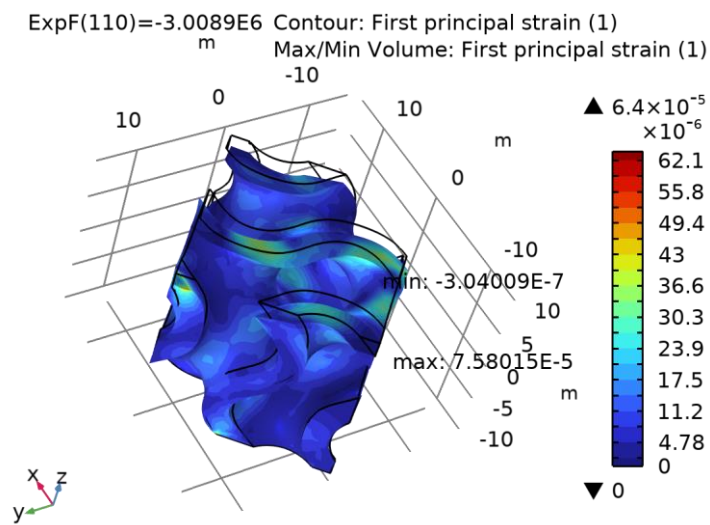 ExpF(110)=-3.0089E6 Contour: First principal strain (1)
m
Max/Min Volume: First principal strain (1)
-10
0
10
10
m
0
-10
10
5
0
-5
-10
m
min: -3.04009E-7
max: 7.58015E-5
▲ 6.4×10⁻⁵
×10⁻⁶
62.1
55.8
49.4
43
36.6
30.3
23.9
17.5
11.2
4.78
0
▼ 0
x
z
y